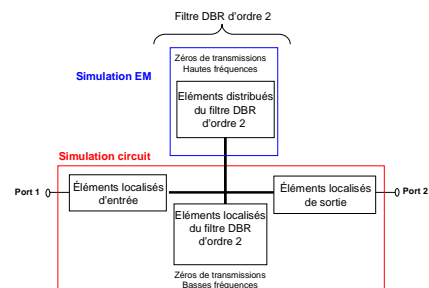 Filtre DBR d'ordre 2
Zéros de transmissions
Hautes fréquences
Simulation EM
Eléments distribués
du filtre DBR
d'ordre 2
Simulation circuit
Port 1
Éléments localisés
d'entrée
Éléments localisés
de sortie
Port 2
Eléments localisés
du filtre DBR
d'ordre 2
Zéros de transmissions
Basses fréquences